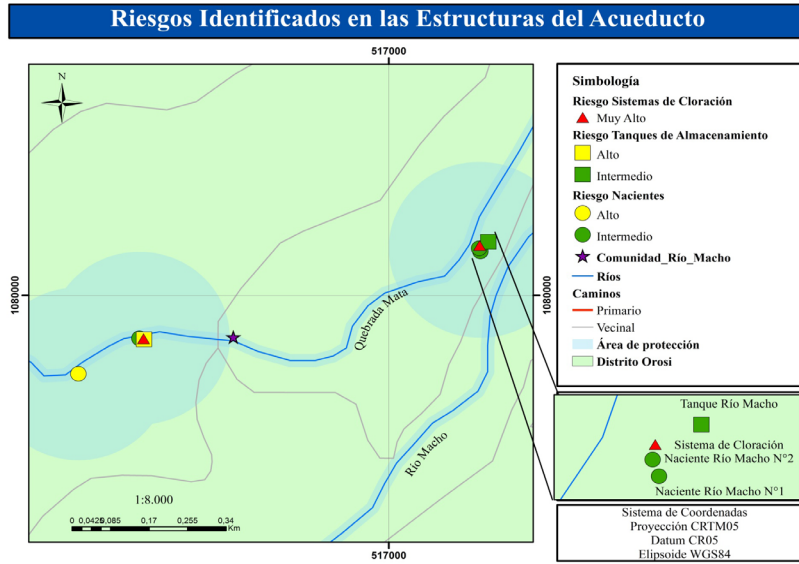 Riesgos Identificados en las Estructuras del Acueducto
517000
N
1080000
1080000
Quebrada Mata
Río Macho
1:8.000
0 0,0425 0,085 0,17 0,255 0,34
Km
517000
Simbología
Riesgo Sistemas de Cloración
Muy Alto
Riesgo Tanques de Almacenamiento
Alto
Intermedio
Riesgo Nacientes
Alto
Intermedio
Comunidad_Río_Macho
Ríos
Caminos
Primario
Vecinal
Área de protección
Distrito Orosi
Tanque Río Macho
Sistema de Cloración
Naciente Río Macho N°2
Naciente Río Macho N°1
Sistema de Coordenadas
Proyección CRTM05
Datum CR05
Elipsoide WGS84